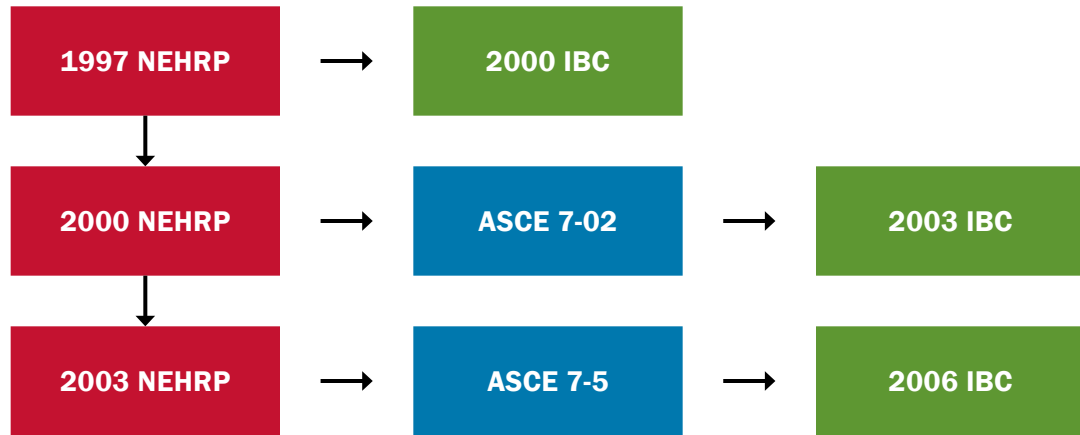 1997 NEHRP
2000 IBC
2000 NEHRP
ASCE 7-02
2003 IBC
2003 NEHRP
ASCE 7-5
2006 IBC